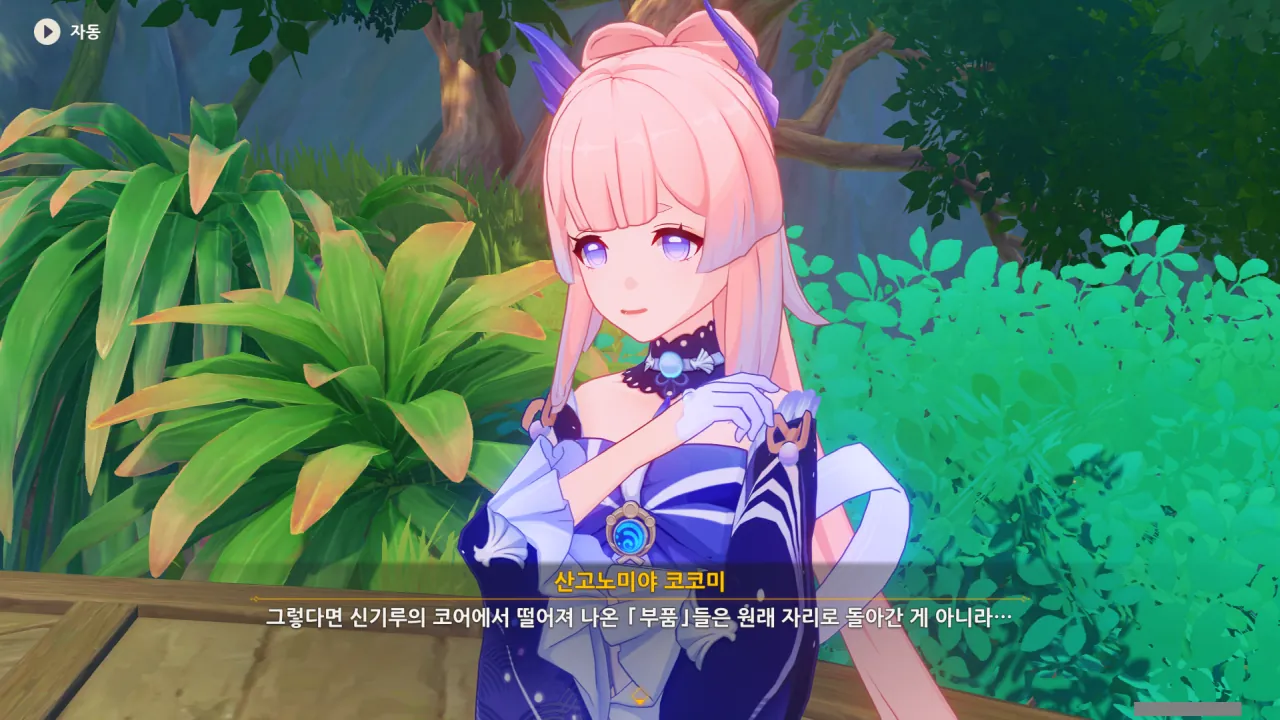 자동
산고노미야 코코미
그렇다면 신기루의 코어에서 떨어져 나온 「부품」들은 원래 자리로 돌아간 게 아니라…